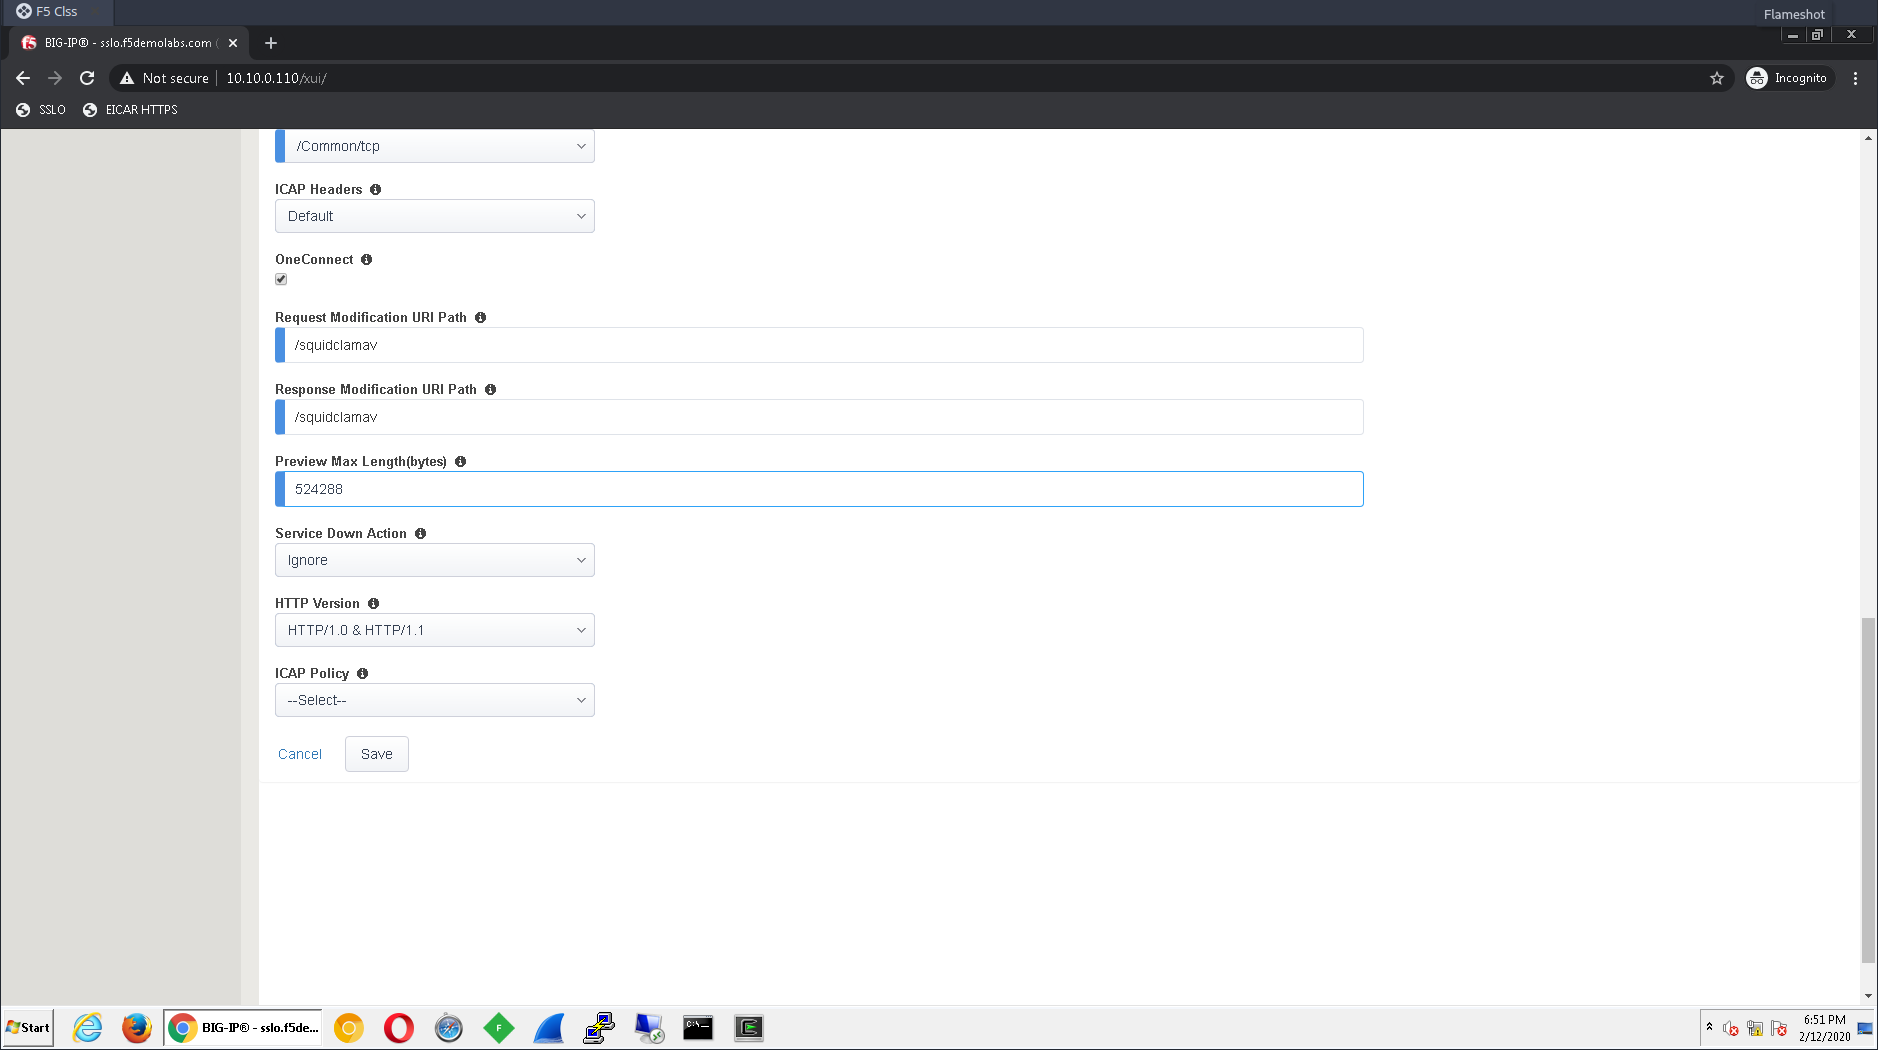 F5 Clss
Flameshot
BIG-IP® - sslo.f5demolabs.com (
Not secure
10.10.0.110/xui/
Incognito
SSLO
EICAR HTTPS
/Common/tcp
ICAP Headers
Default
OneConnect
Request Modification URI Path
/squidclamav
Response Modification URI Path
/squidclamav
Preview Max Length(bytes)
524288
Service Down Action
Ignore
HTTP Version
HTTP/1.0 & HTTP/1.1
ICAP Policy
--Select--
Cancel
Save
Start
BIG-IP® - sslo.f5de...
6:51 PM
2/12/2020